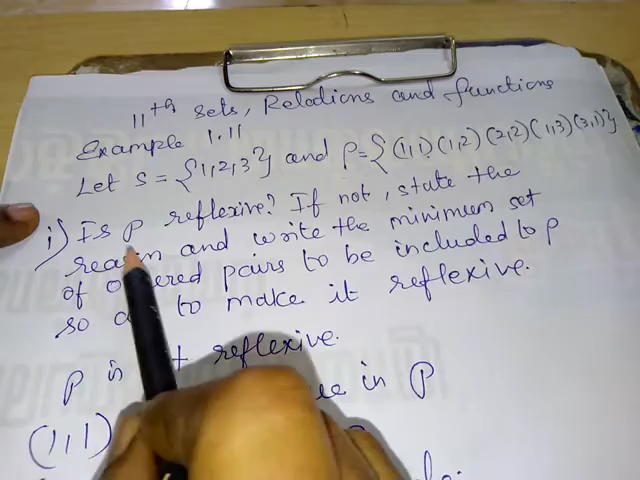 11th sets, Relations and functions
Example 1.11
Let S = {1,2,3} and ρ = {(1,1) (1,2) (2,2) (1,3) (3,1)}
i) Is ρ reflexive? If not, state the
reason and write the minimum set
of ordered pairs to be included to ρ
so to make it reflexive.
ρ is reflexive.
(1,1) in ρ